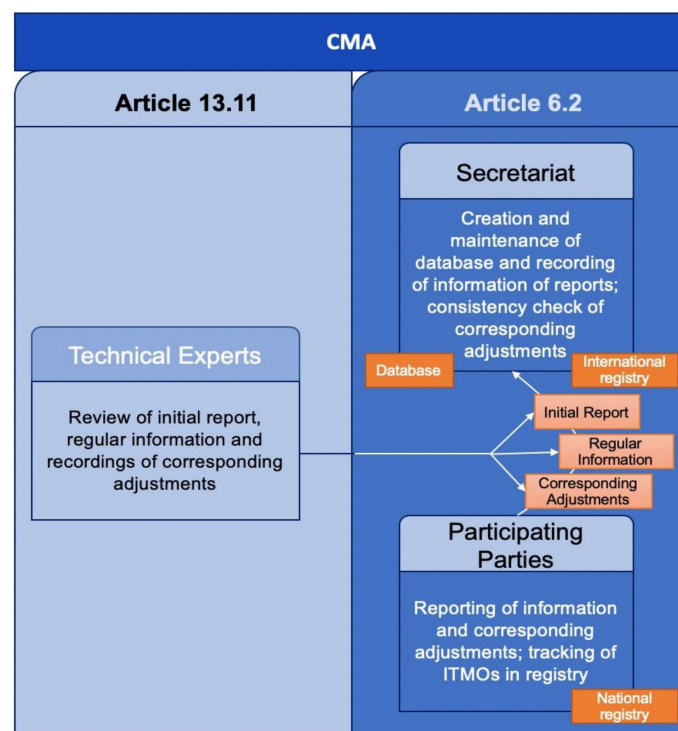 CMA
Article 13.11
Article 6.2
Secretariat
Creation and
maintenance of
database and recording
of information of reports;
consistency check of
corresponding
adjustments
Database
International
registry
Technical Experts
Review of initial report,
regular information and
recordings of corresponding
adjustments
Initial Report
Regular
Information
Corresponding
Adjustments
Participating
Parties
Reporting of information
and corresponding
adjustments; tracking of
ITMOs in registry
National
registry